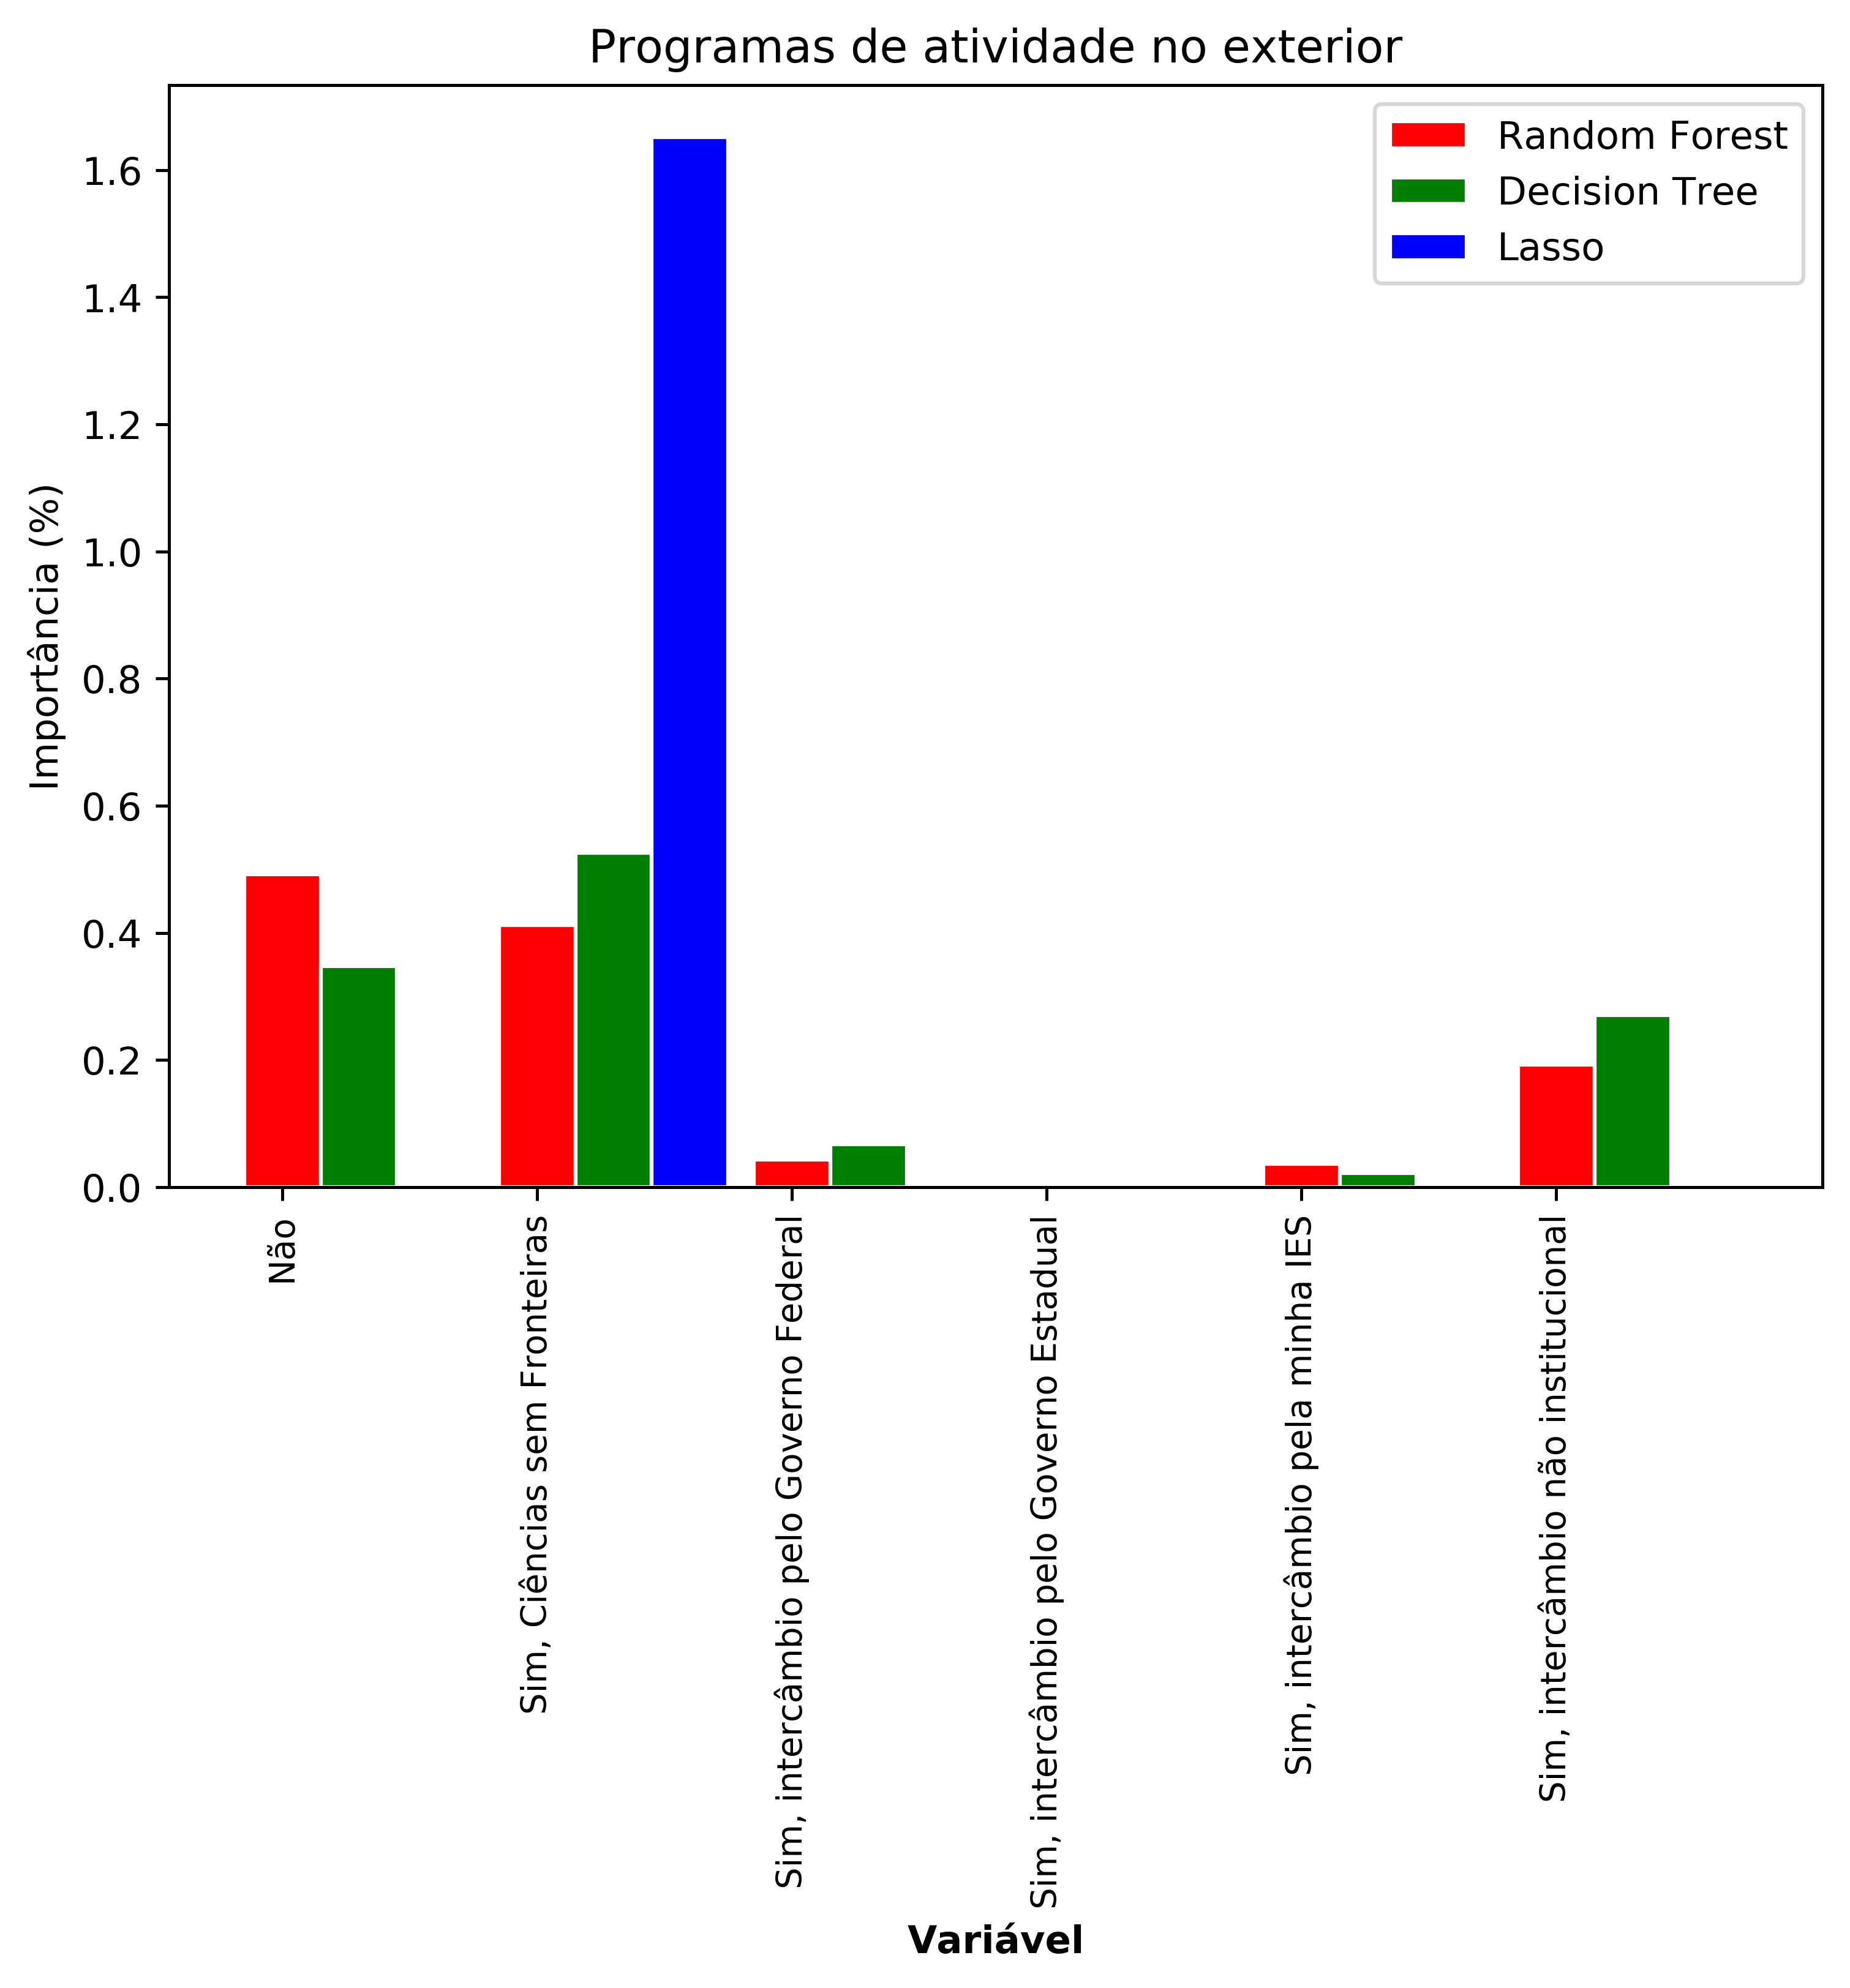 Programas de atividade no exterior
Random Forest
Decision Tree
Lasso
Importância (%)
1.6
1.4
1.2
1.0
0.8
0.6
0.4
0.2
0.0
Não
Sim, Ciências sem Fronteiras
Sim, intercâmbio pelo Governo Federal
Sim, intercâmbio pelo Governo Estadual
Sim, intercâmbio pela minha IES
Sim, intercâmbio não institucional
Variável